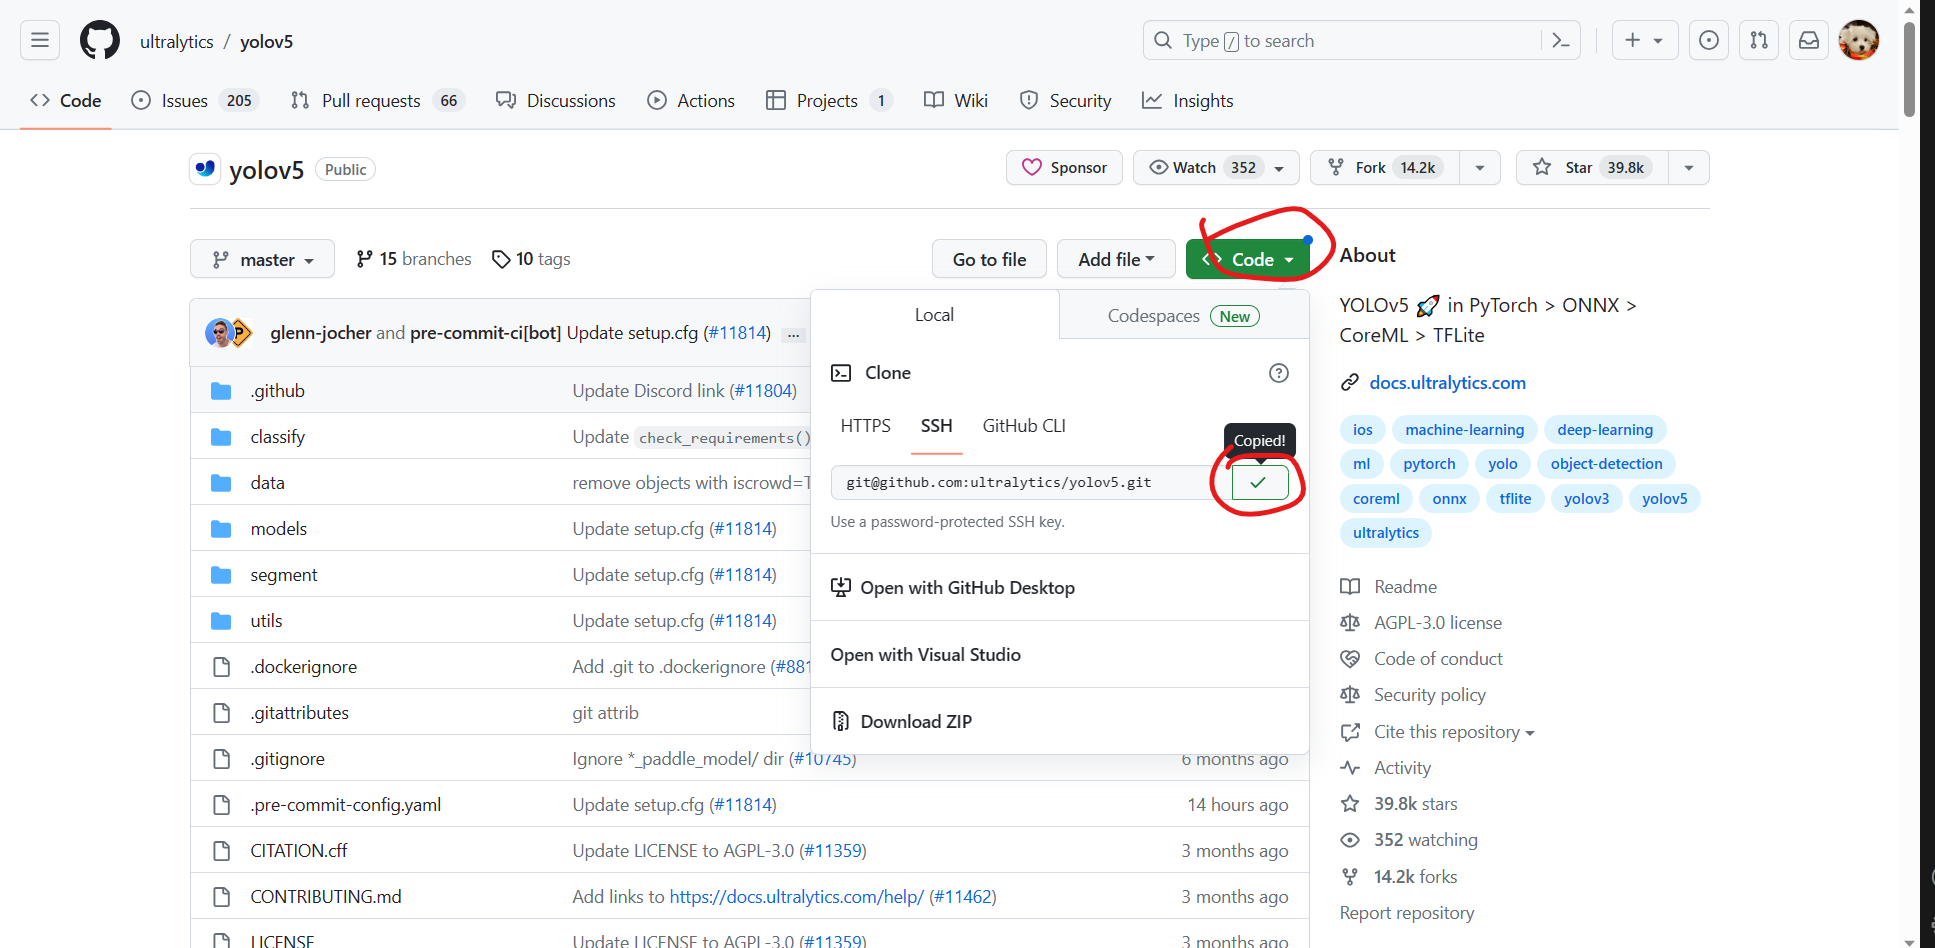 ultralytics / yolov5
Type / to search
Code
Issues 205
Pull requests 66
Discussions
Actions
Projects 1
Wiki
Security
Insights
yolov5 Public
Sponsor
Watch 352
Fork 14.2k
Star 39.8k
master
15 branches
10 tags
Go to file
Add file
Code
glenn-jocher and pre-commit-ci[bot] Update setup.cfg (#11814) ...
.github Update Discord link (#11804)
classify Update check_requirements()
data remove objects with iscrowd=T
models Update setup.cfg (#11814)
segment Update setup.cfg (#11814)
utils Update setup.cfg (#11814)
.dockerignore Add .git to .dockerignore (#881
.gitattributes git attrib
.gitignore Ignore *_paddle_model/ dir (#10745) 6 months ago
.pre-commit-config.yaml Update setup.cfg (#11814) 14 hours ago
CITATION.cff Update LICENSE to AGPL-3.0 (#11359) 3 months ago
CONTRIBUTING.md Add links to https://docs.ultralytics.com/help/ (#11462) 3 months ago
LICENSE Update LICENSE to AGPL-3.0 (#11359) 3 months ago
Local
Codespaces New
Clone
HTTPS SSH GitHub CLI
Copied!
git@github.com:ultralytics/yolov5.git
Use a password-protected SSH key.
Open with GitHub Desktop
Open with Visual Studio
Download ZIP
About
YOLOv5 🚀 in PyTorch > ONNX >
CoreML > TFLite
docs.ultralytics.com
ios machine-learning deep-learning
ml pytorch yolo object-detection
coreml onnx tflite yolov3 yolov5
ultralytics
Readme
AGPL-3.0 license
Code of conduct
Security policy
Cite this repository
Activity
39.8k stars
352 watching
14.2k forks
Report repository